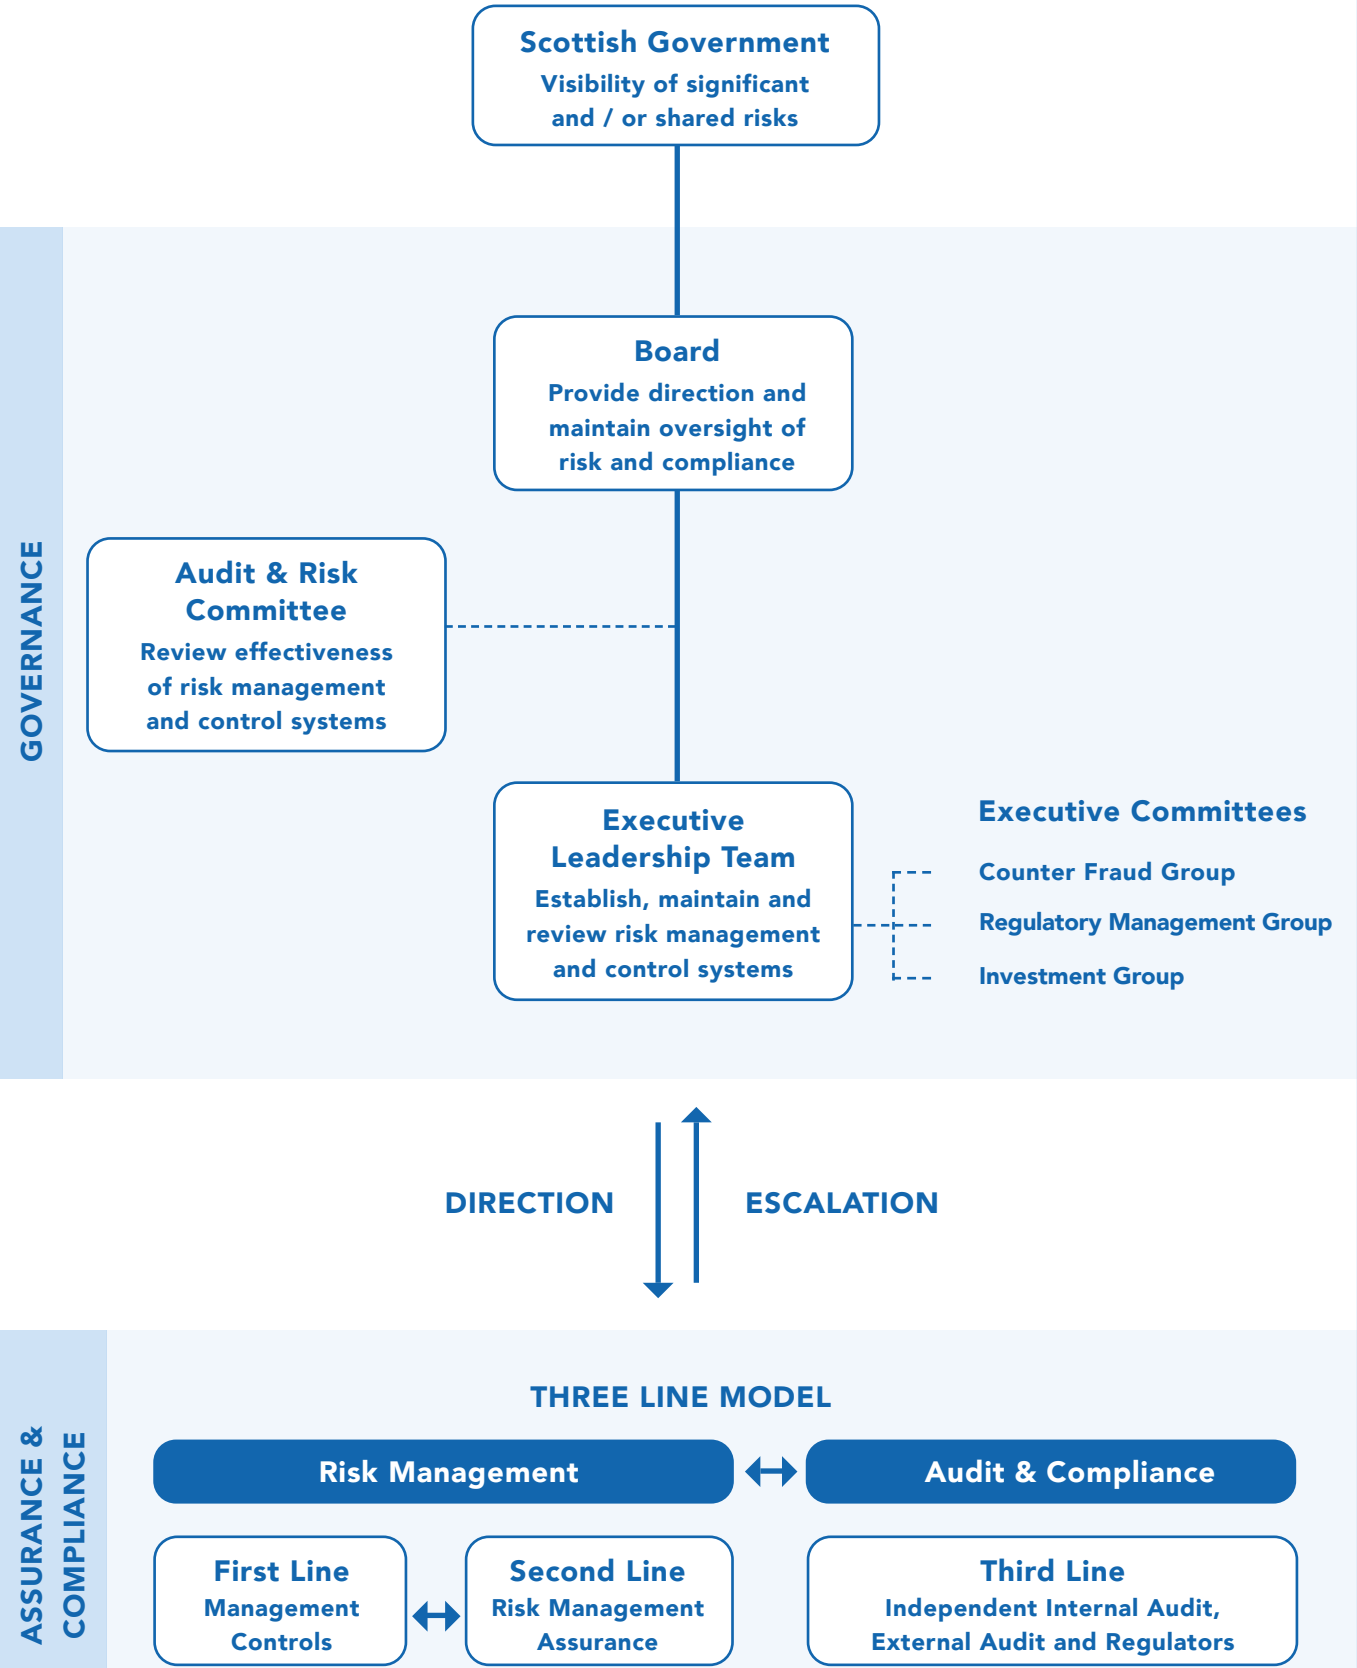 Scottish Government
Visibility of significant
and / or shared risks
GOVERNANCE
Board
Provide direction and
maintain oversight of
risk and compliance
Audit & Risk
Committee
Review effectiveness
of risk management
and control systems
Executive
Leadership Team
Establish, maintain and
review risk management
and control systems
Executive Committees
Counter Fraud Group
Regulatory Management Group
Investment Group
DIRECTION
ESCALATION
ASSURANCE &
COMPLIANCE
THREE LINE MODEL
Risk Management
Audit & Compliance
First Line
Management
Controls
Second Line
Risk Management
Assurance
Third Line
Independent Internal Audit,
External Audit and Regulators